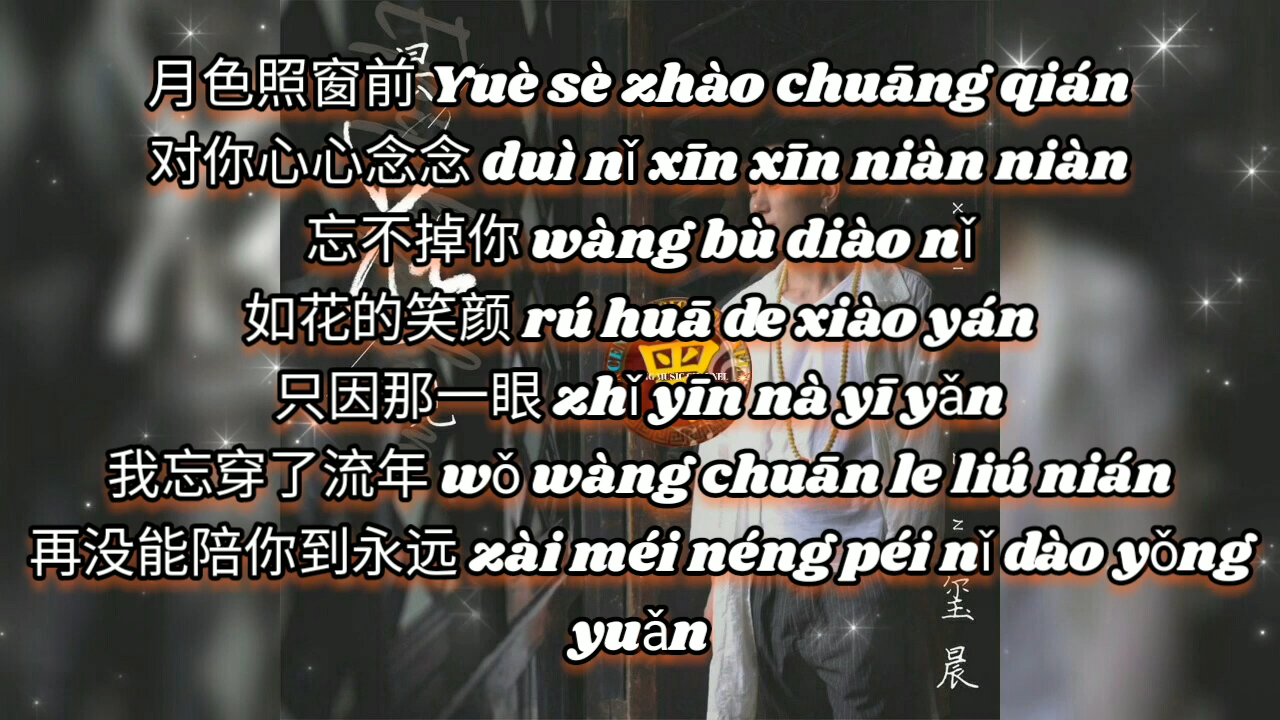 月色照窗前 Yuè sè zhào chuāng qián
对你心心念念 duì nǐ xīn xīn niàn niàn
忘不掉你 wàng bù diào nǐ
如花的笑颜 rú huā de xiào yán
只因那一眼 zhǐ yīn nà yī yǎn
我忘穿了流年 wǒ wàng chuān le liú nián
再没能陪你到永远 zài méi néng péi nǐ dào yǒng
yuǎn
玺
晨